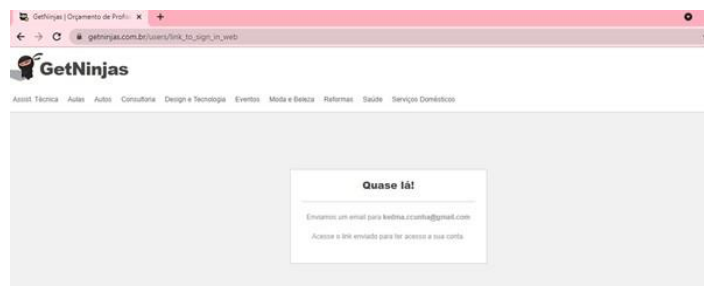 GetNinjas | Orçamento de Profis
getninjas.com.br/users/link_to_sign_in_web
GetNinjas
Assist. Técnica Aulas Autos Consultoria Design e Tecnologia Eventos Moda e Beleza Reformas Saúde Serviços Domésticos
Quase lá!
Enviamos um email para kedma.ccunha@gmail.com
Acesse o link enviado para ter acesso a sua conta